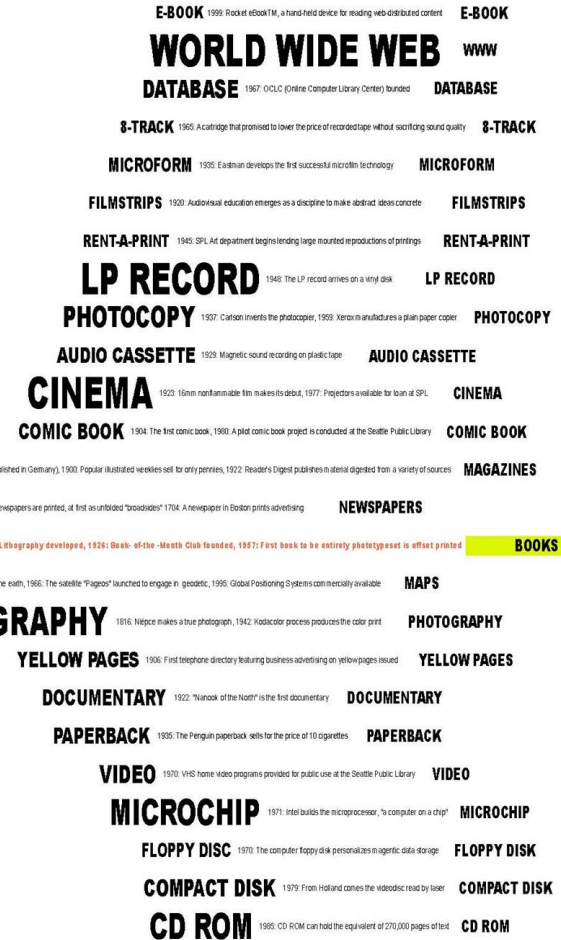 E-BOOK 1999: Rocket eBookTM, a hand-held device for reading web-distributed content E-BOOK
WORLD WIDE WEB WWW
DATABASE 1967: OCLC (Online Computer Library Center) founded DATABASE
8-TRACK 1965: A cartridge that promised to lower the price of recorded tape without sacrificing sound quality 8-TRACK
MICROFORM 1935: Eastman develops the first successful microfilm technology MICROFORM
FILMSTRIPS 1920: Audiovisual education emerges as a discipline to make abstract ideas concrete FILMSTRIPS
RENT-A-PRINT 1945: SPL Art department begins lending large mounted reproductions of printings RENT-A-PRINT
LP RECORD 1948: The LP record arrives on a vinyl disk LP RECORD
PHOTOCOPY 1937: Carlson invents the photocopier, 1959: Xerox manufactures a plain paper copier PHOTOCOPY
AUDIO CASSETTE 1929: Magnetic sound recording on plastic tape AUDIO CASSETTE
CINEMA 1923: 16mm nonflammable film makes its debut, 1977: Projectors available for loan at SPL CINEMA
COMIC BOOK 1904: The first comic book, 1980: A pilot comic book project is conducted at the Seattle Public Library COMIC BOOK
lished in Germany), 1900: Popular illustrated weeklies sell for only pennies, 1922: Reader's Digest publishes material digested from a variety of sources MAGAZINES
ewspapers are printed, at first as unfolded "broadsides" 1704: A newspaper in Boston prints advertising NEWSPAPERS
Lithography developed, 1926: Book- of-the -Month Club founded, 1957: First book to be entirely phototypeset is offset printed BOOKS
he earth, 1966: The satellite "Pageos" launched to engage in geodetic, 1995: Global Positioning Systems commercially available MAPS
GRAPHY 1816: Niépce makes a true photograph, 1942: Kodacolor process produces the color print PHOTOGRAPHY
YELLOW PAGES 1906: First telephone directory featuring business advertising on yellow pages issued YELLOW PAGES
DOCUMENTARY 1922: "Nanook of the North" is the first documentary DOCUMENTARY
PAPERBACK 1935: The Penguin paperback sells for the price of 10 cigarettes PAPERBACK
VIDEO 1970: VHS home video programs provided for public use at the Seattle Public Library VIDEO
MICROCHIP 1971: Intel builds the microprocessor, "a computer on a chip" MICROCHIP
FLOPPY DISC 1970: The computer floppy disk personalizes magentic data storage FLOPPY DISK
COMPACT DISK 1979: From Holland comes the videodisc read by laser COMPACT DISK
CD ROM 1985: CD ROM can hold the equivalent of 270,000 pages of text CD ROM